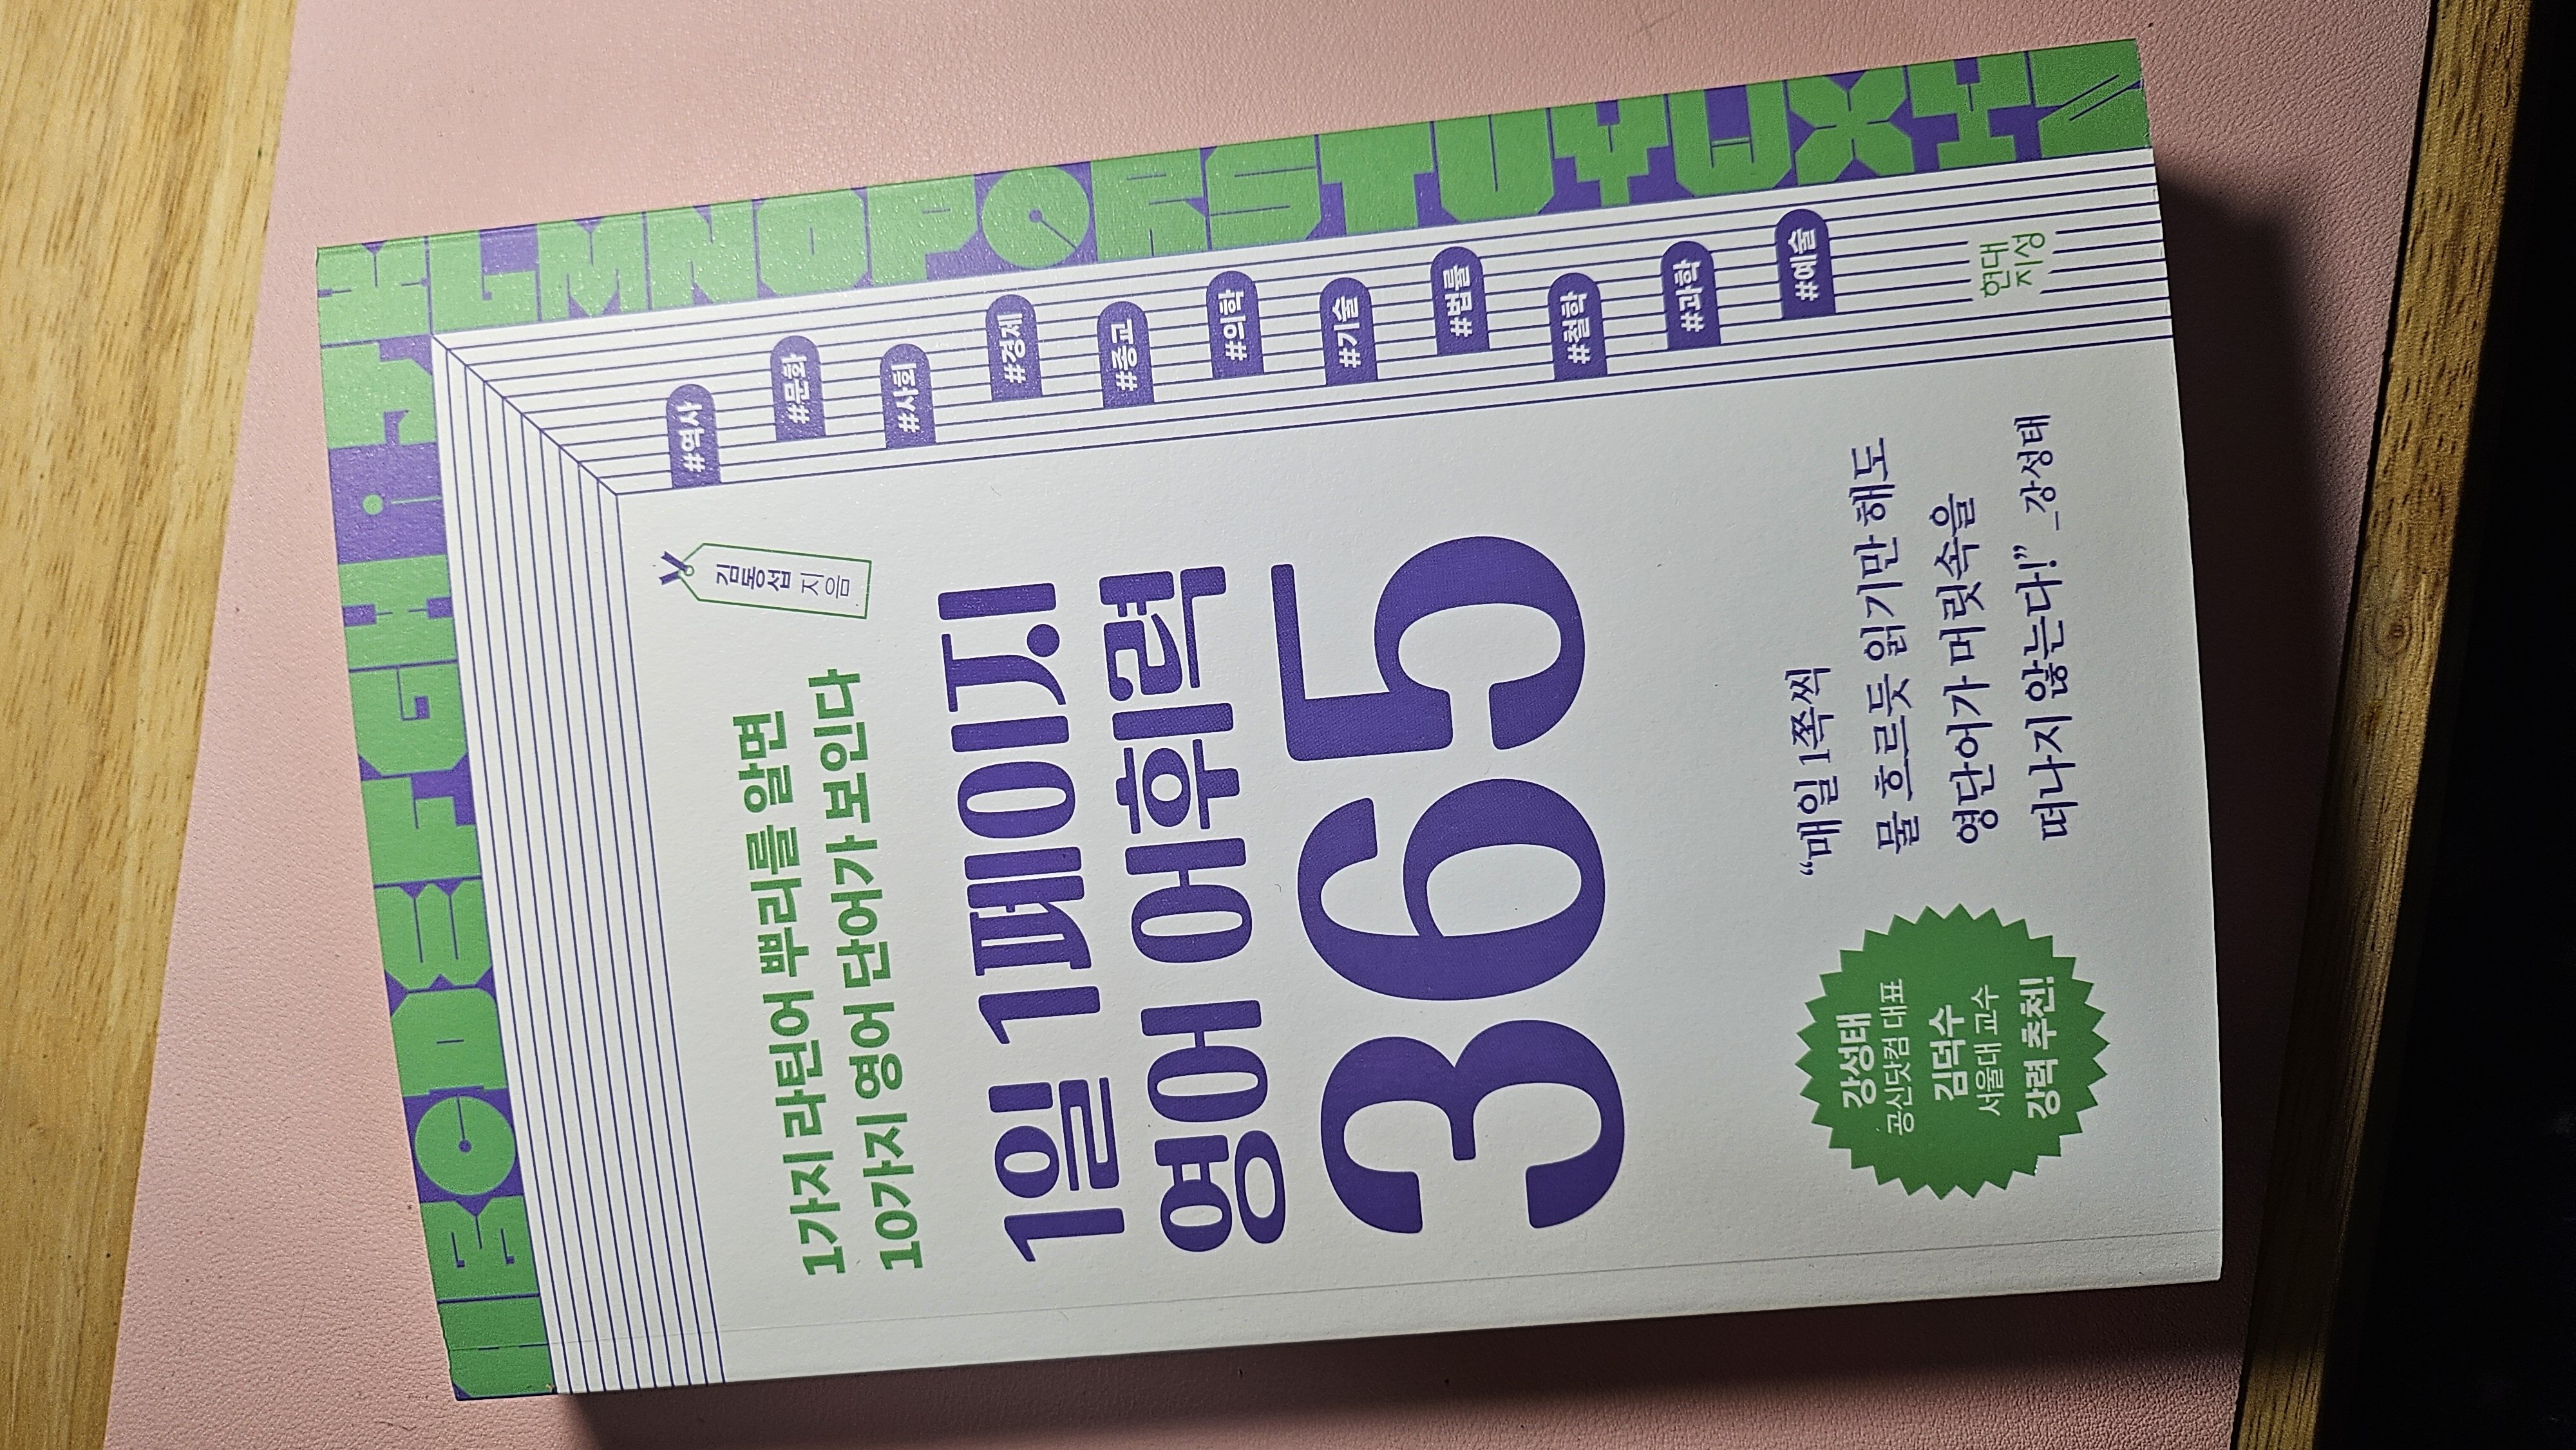 A B C D E F G H i J K
L M N O P Q R S T U V W X Y Z
1가지 라틴어 뿌리를 알면
10가지 영어 단어가 보인다
김동섭
지음
1일 1페이지
영어 어휘력
365
#역사
#문화
#사회
#경제
#종교
#의학
#기술
#법률
#철학
#과학
#예술
강성태
공신닷컴 대표
김덕수
서울대 교수
강력 추천!
“매일 1쪽씩
물 흐르듯 읽기만 해도
영단어가 머릿속을
떠나지 않는다!” _강성태
현대
지성